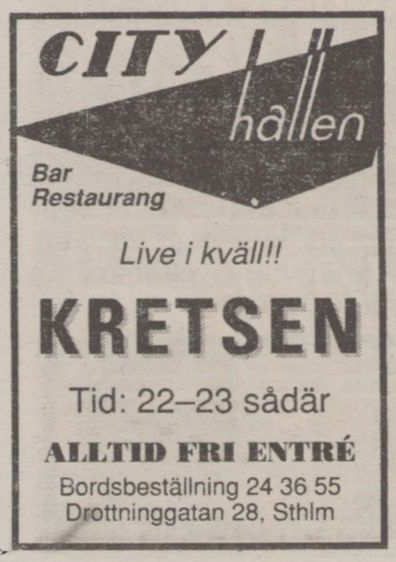 CITY
hallen
Bar
Restaurang
Live i kväll!!
KRETSEN
Tid: 22–23 sådär
ALLTID FRI ENTRÉ
Bordsbeställning 24 36 55
Drottninggatan 28, Sthlm